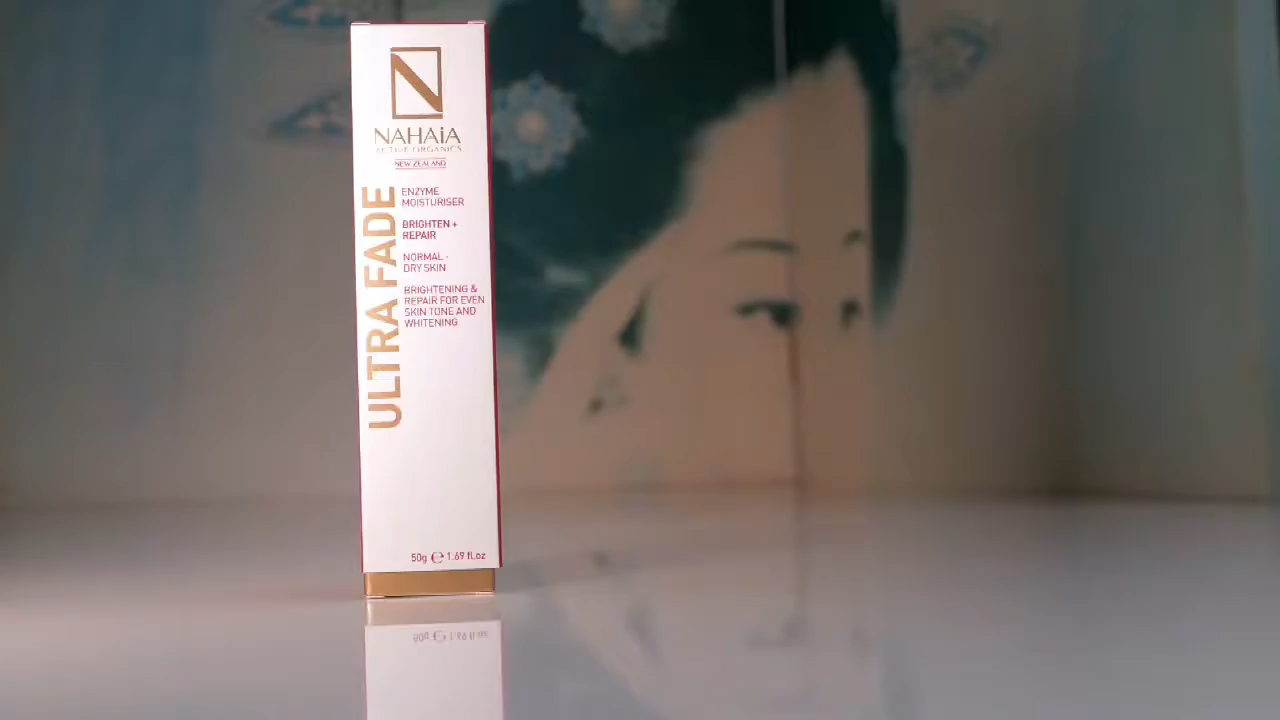 N
NAHAiA
ACTIVE ORGANICS
NEW ZEALAND
ULTRA FADE
ENZYME
MOISTURISER
BRIGHTEN +
REPAIR
NORMAL -
DRY SKIN
BRIGHTENING &
REPAIR FOR EVEN
SKIN TONE AND
WHITENING
50g ℮ 1.69 fl.oz